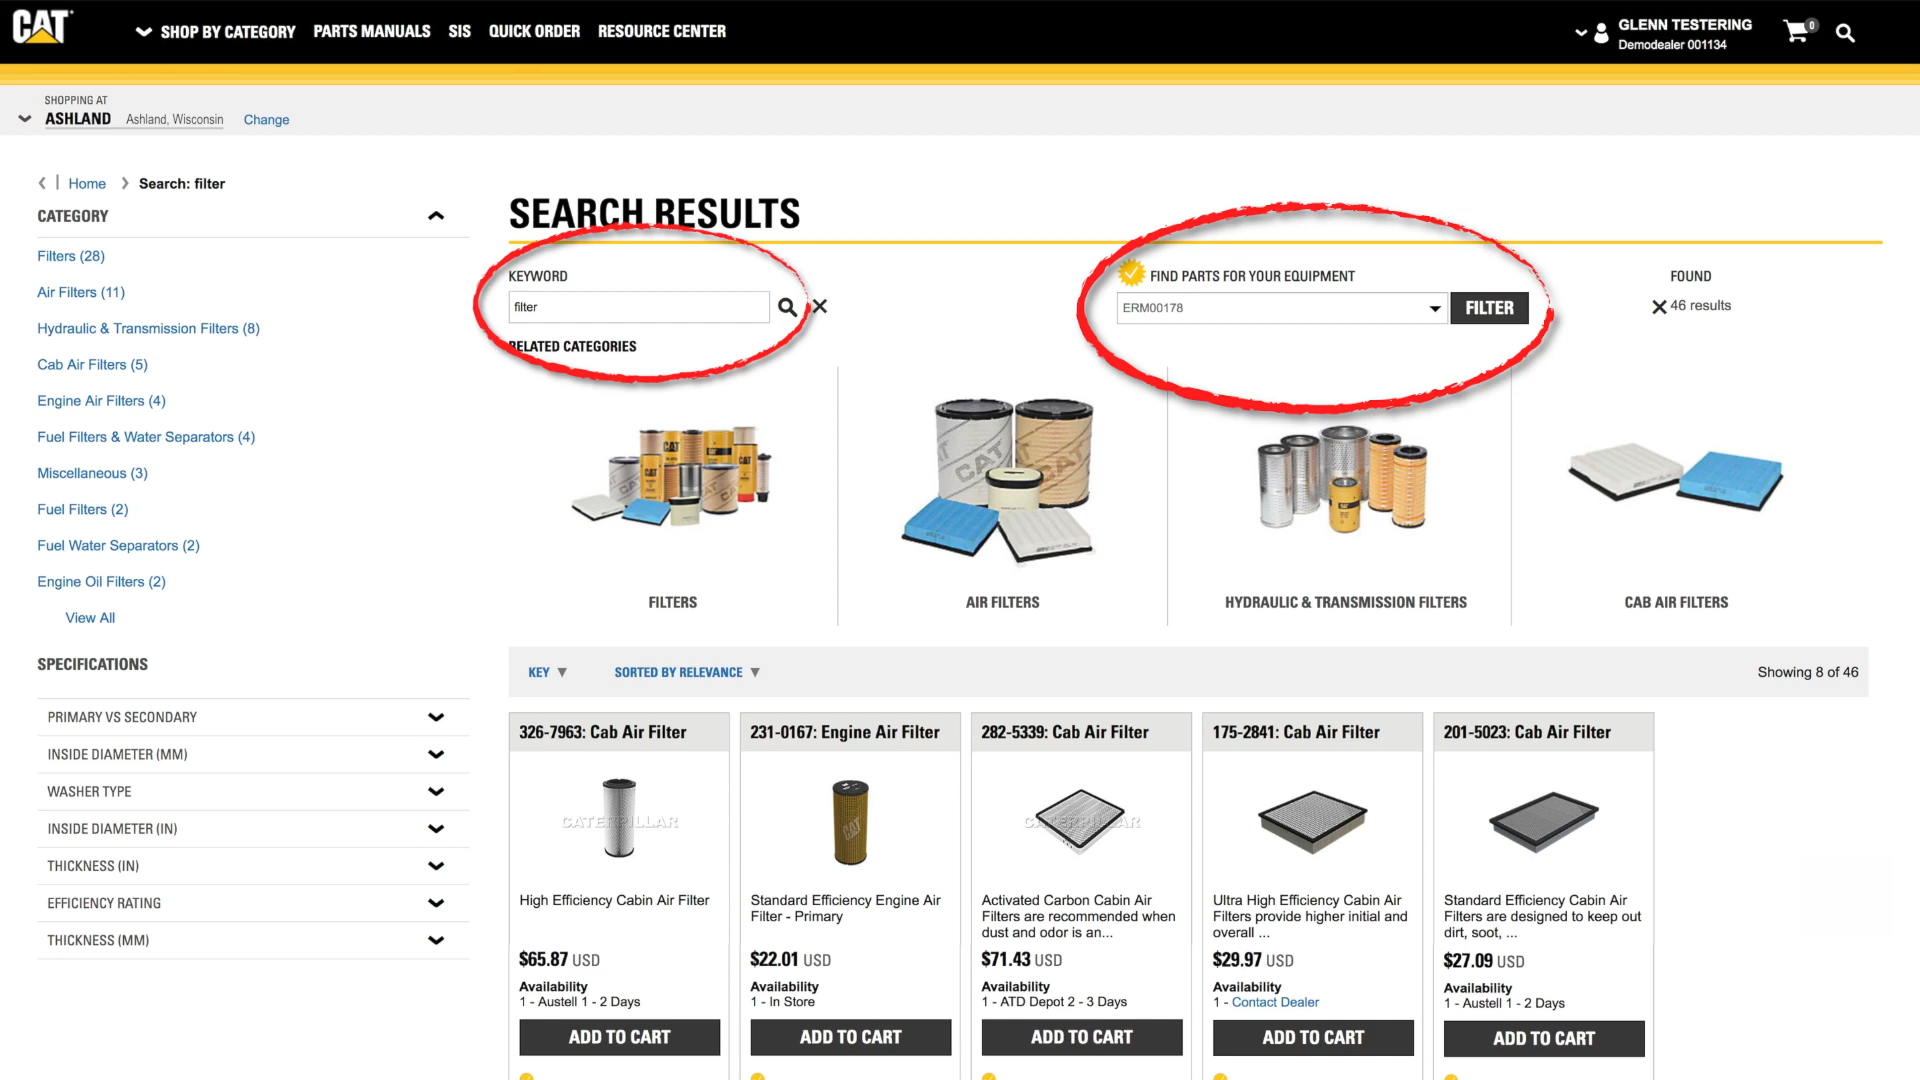 CAT
SHOP BY CATEGORY PARTS MANUALS SIS QUICK ORDER RESOURCE CENTER
GLENN TESTERING
Demodealer 001134
0
SHOPPING AT
ASHLAND Ashland, Wisconsin Change
Home Search: filter
CATEGORY
Filters (28)
Air Filters (11)
Hydraulic & Transmission Filters (8)
Cab Air Filters (5)
Engine Air Filters (4)
Fuel Filters & Water Separators (4)
Miscellaneous (3)
Fuel Filters (2)
Fuel Water Separators (2)
Engine Oil Filters (2)
View All
SPECIFICATIONS
PRIMARY VS SECONDARY
INSIDE DIAMETER (MM)
WASHER TYPE
INSIDE DIAMETER (IN)
THICKNESS (IN)
EFFICIENCY RATING
THICKNESS (MM)
SEARCH RESULTS
KEYWORD
filter
FIND PARTS FOR YOUR EQUIPMENT
ERM00178
FILTER
FOUND
46 results
RELATED CATEGORIES
CAT
CAT
CAT
CAT
CAT
FILTERS
AIR FILTERS
HYDRAULIC & TRANSMISSION FILTERS
CAB AIR FILTERS
KEY SORTED BY RELEVANCE Showing 8 of 46
326-7963: Cab Air Filter
CATERPILLAR
High Efficiency Cabin Air Filter
$65.87 USD
Availability
1 - Austell 1 - 2 Days
ADD TO CART
231-0167: Engine Air Filter
CAT
Standard Efficiency Engine Air
Filter - Primary
$22.01 USD
Availability
1 - In Store
ADD TO CART
282-5339: Cab Air Filter
CATERPILLAR
Activated Carbon Cabin Air
Filters are recommended when
dust and odor is an...
$71.43 USD
Availability
1 - ATD Depot 2 - 3 Days
ADD TO CART
175-2841: Cab Air Filter
Ultra High Efficiency Cabin Air
Filters provide higher initial and
overall ...
$29.97 USD
Availability
1 - Contact Dealer
ADD TO CART
201-5023: Cab Air Filter
Standard Efficiency Cabin Air
Filters are designed to keep out
dirt, soot, ...
$27.09 USD
Availability
1 - Austell 1 - 2 Days
ADD TO CART